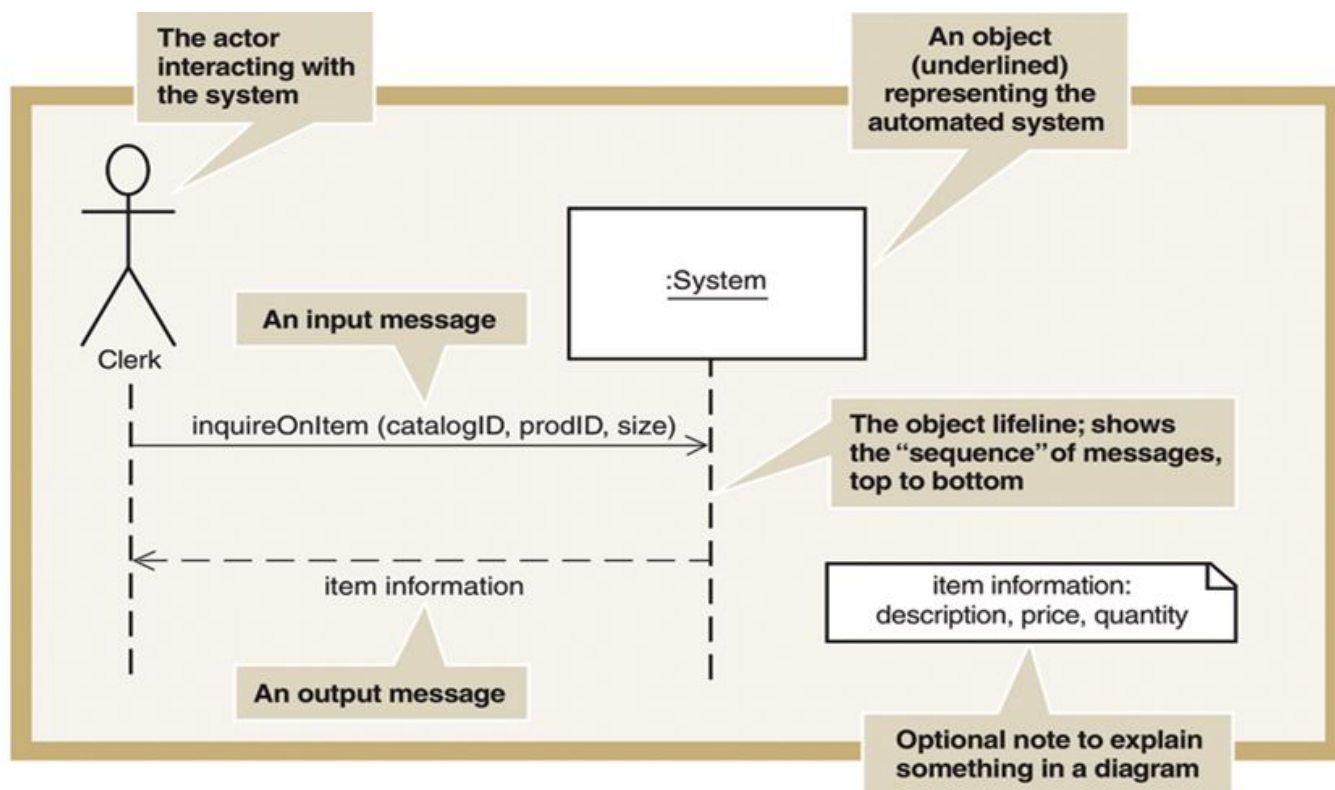 The actor
interacting with
the system
An object
(underlined)
representing the
automated system
:System
An input message
Clerk
inquireOnItem (catalogID, prodID, size)
The object lifeline; shows
the “sequence” of messages,
top to bottom
item information
item information:
description, price, quantity
An output message
Optional note to explain
something in a diagram